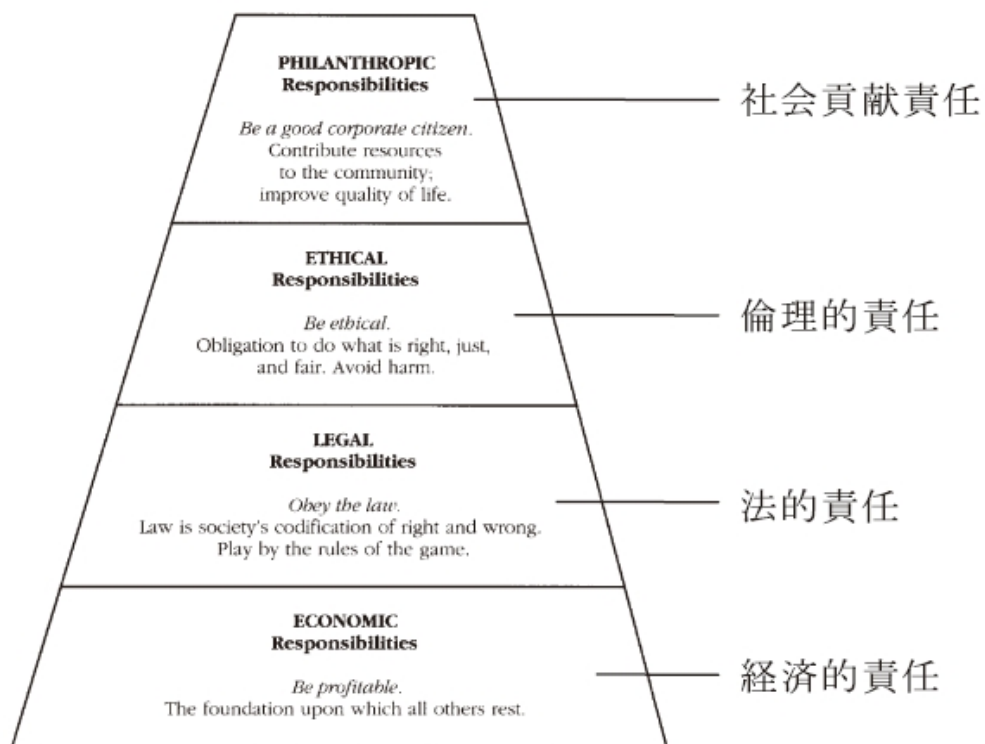 PHILANTHROPIC
Responsibilities
Be a good corporate citizen.
Contribute resources
to the community;
improve quality of life.
社会貢献責任
ETHICAL
Responsibilities
Be ethical.
Obligation to do what is right, just,
and fair. Avoid harm.
倫理的責任
LEGAL
Responsibilities
Obey the law.
Law is society's codification of right and wrong.
Play by the rules of the game.
法的責任
ECONOMIC
Responsibilities
Be profitable.
The foundation upon which all others rest.
経済的責任